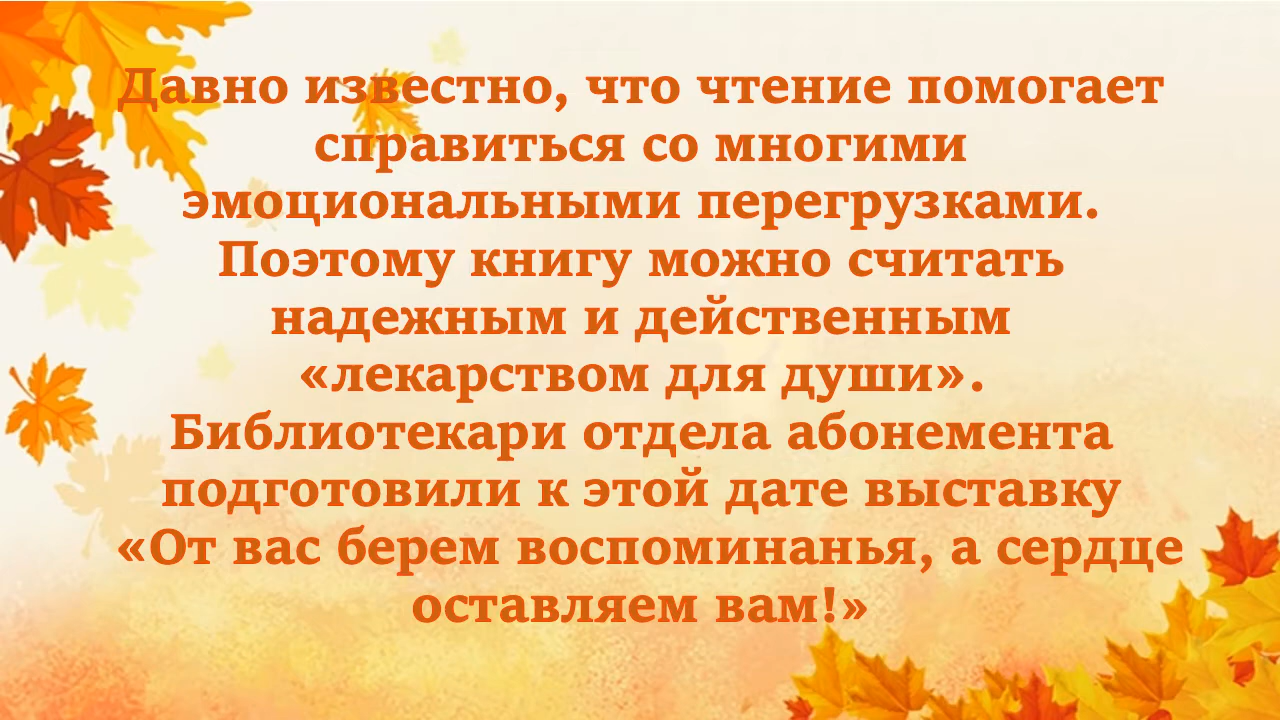 Давно известно, что чтение помогает
справиться со многими
эмоциональными перегрузками.
Поэтому книгу можно считать
надежным и действенным
«лекарством для души».
Библиотекари отдела абонемента
подготовили к этой дате выставку
«От вас берем воспоминанья, а сердце
оставляем вам!»